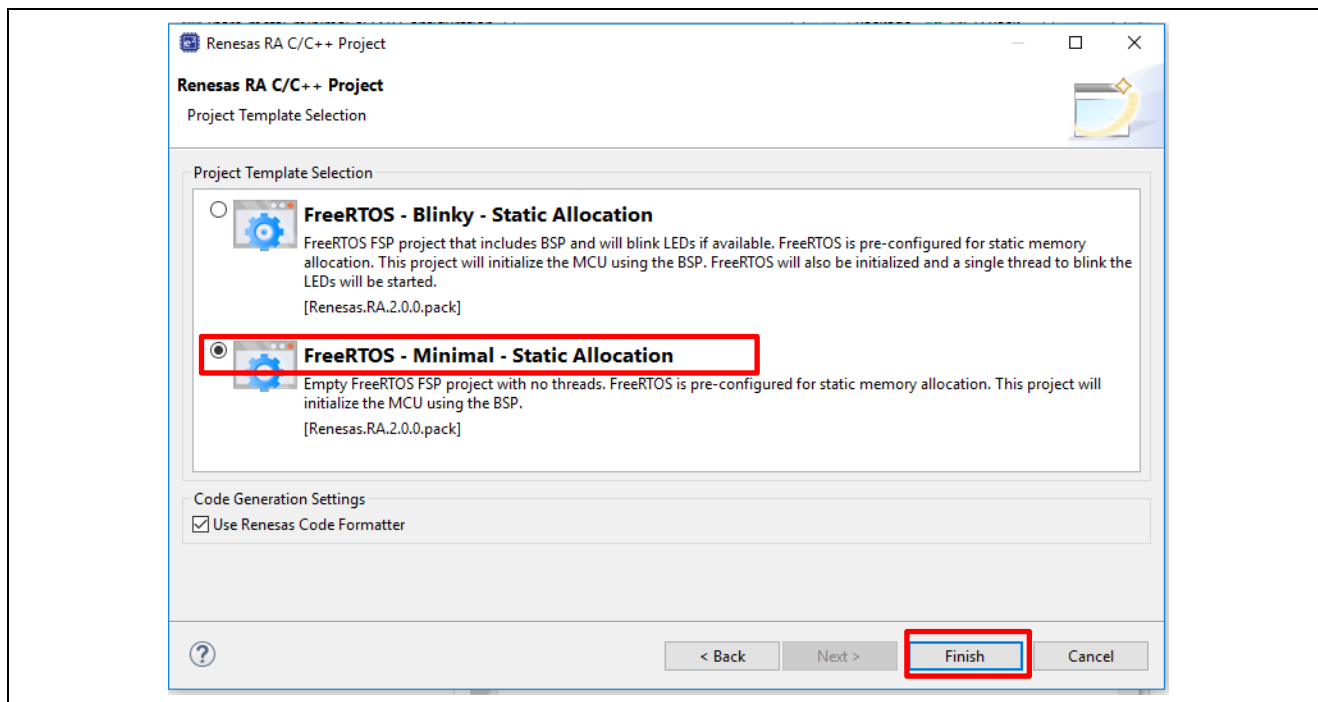 Renesas RA C/C++ Project
Renesas RA C/C++ Project
Project Template Selection
Project Template Selection
FreeRTOS - Blinky - Static Allocation
FreeRTOS FSP project that includes BSP and will blink LEDs if available. FreeRTOS is pre-configured for static memory
allocation. This project will initialize the MCU using the BSP. FreeRTOS will also be initialized and a single thread to blink the
LEDs will be started.
[Renesas.RA.2.0.0.pack]
FreeRTOS - Minimal - Static Allocation
Empty FreeRTOS FSP project with no threads. FreeRTOS is pre-configured for static memory allocation. This project will
initialize the MCU using the BSP.
[Renesas.RA.2.0.0.pack]
Code Generation Settings
Use Renesas Code Formatter
< Back Next > Finish Cancel